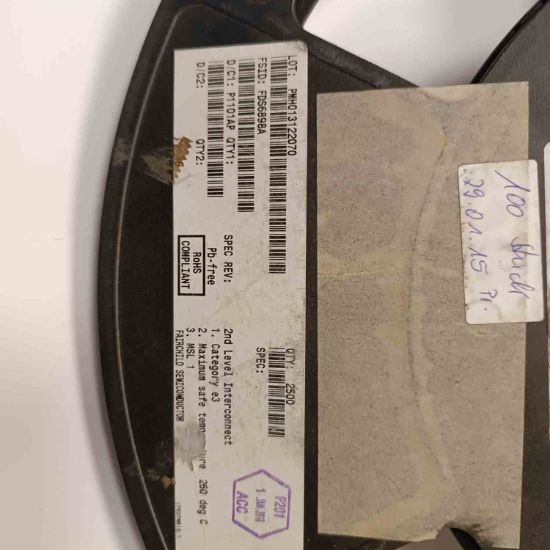 LOT: PMH013122070
FSID: FDS6898A
D/C1: P1101AP QTY1:
D/C2: QTY2:
SPEC REV:
Pb-free
RoHS
COMPLIANT
QTY: 2500
SPEC:
2nd Level Interconnect
1. Category e3
2. Maximum safe temperature 260 deg C
3. MSL 1
FAIRCHILD SEMICONDUCTOR
P201
ACC
100 Stück
29.01.15